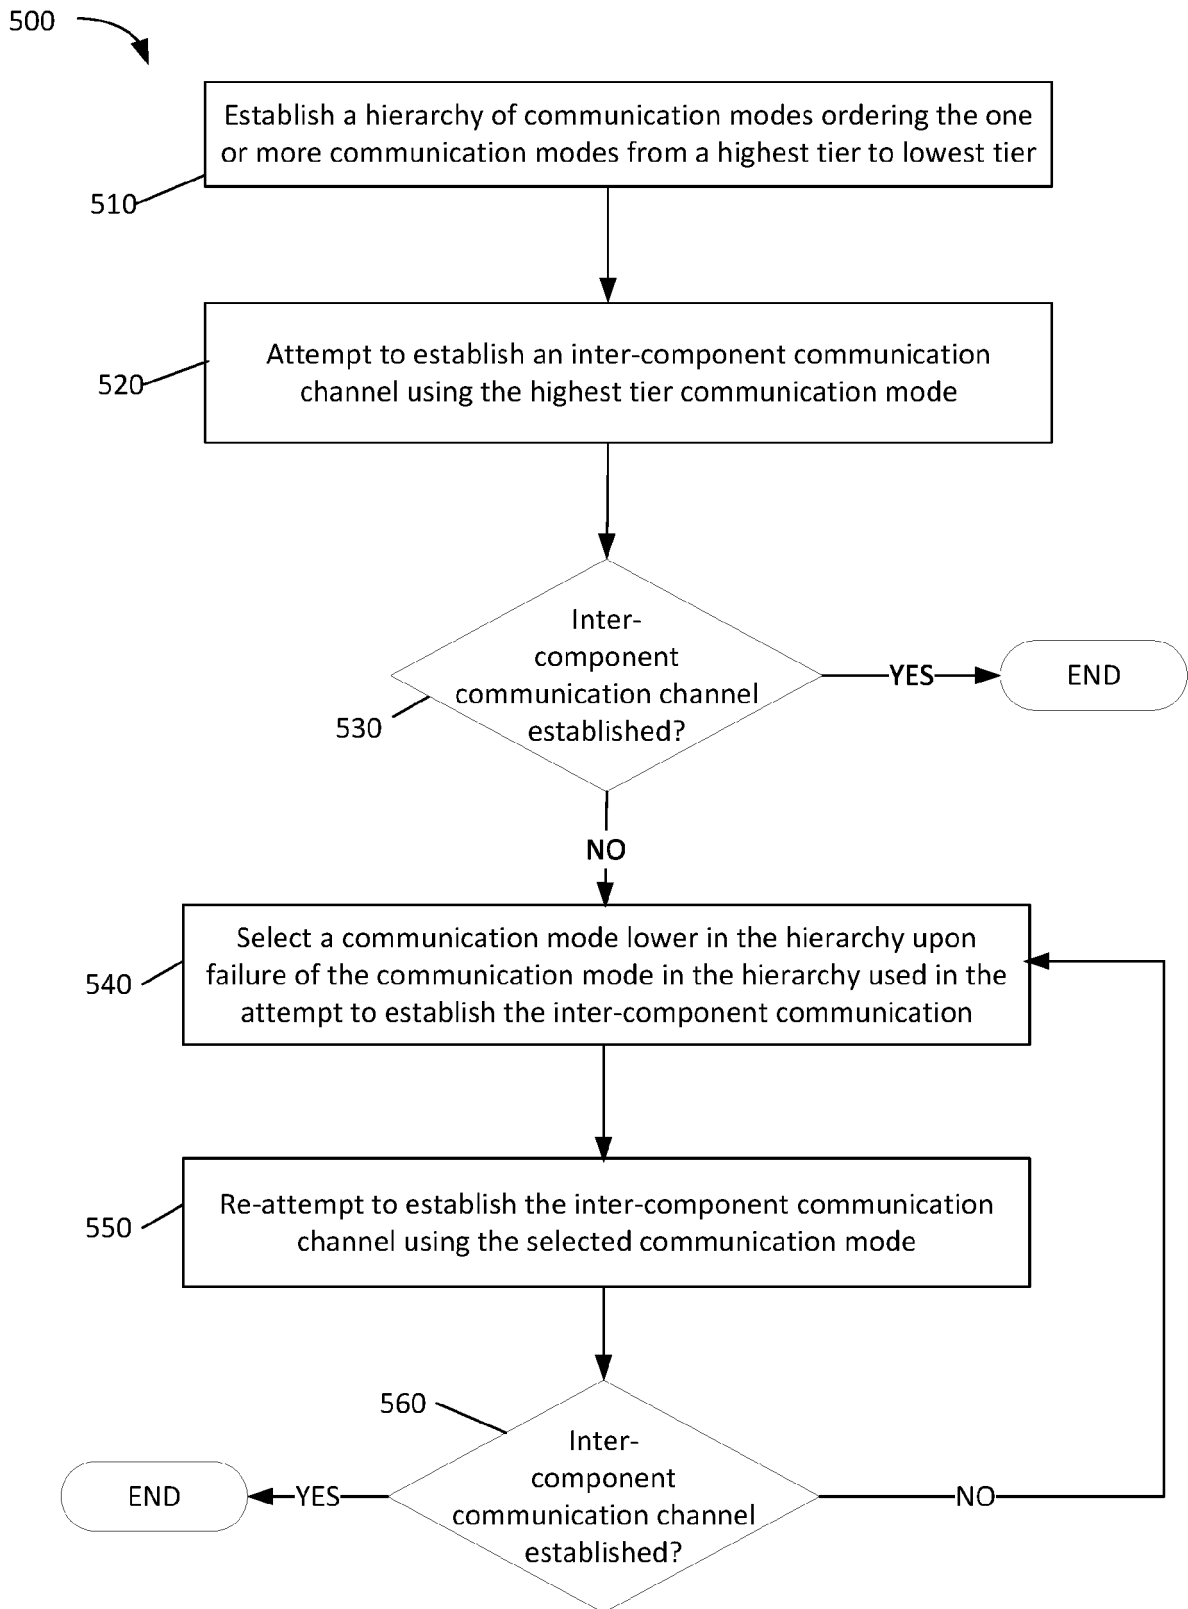 500
Establish a hierarchy of communication modes ordering the one
or more communication modes from a highest tier to lowest tier
510
Attempt to establish an inter-component communication
channel using the highest tier communication mode
520
Inter-
component
communication channel
established?
530
YES
END
NO
Select a communication mode lower in the hierarchy upon
failure of the communication mode in the hierarchy used in the
attempt to establish the inter-component communication
540
Re-attempt to establish the inter-component communication
channel using the selected communication mode
550
560
Inter-
component
communication channel
established?
YES
END
NO